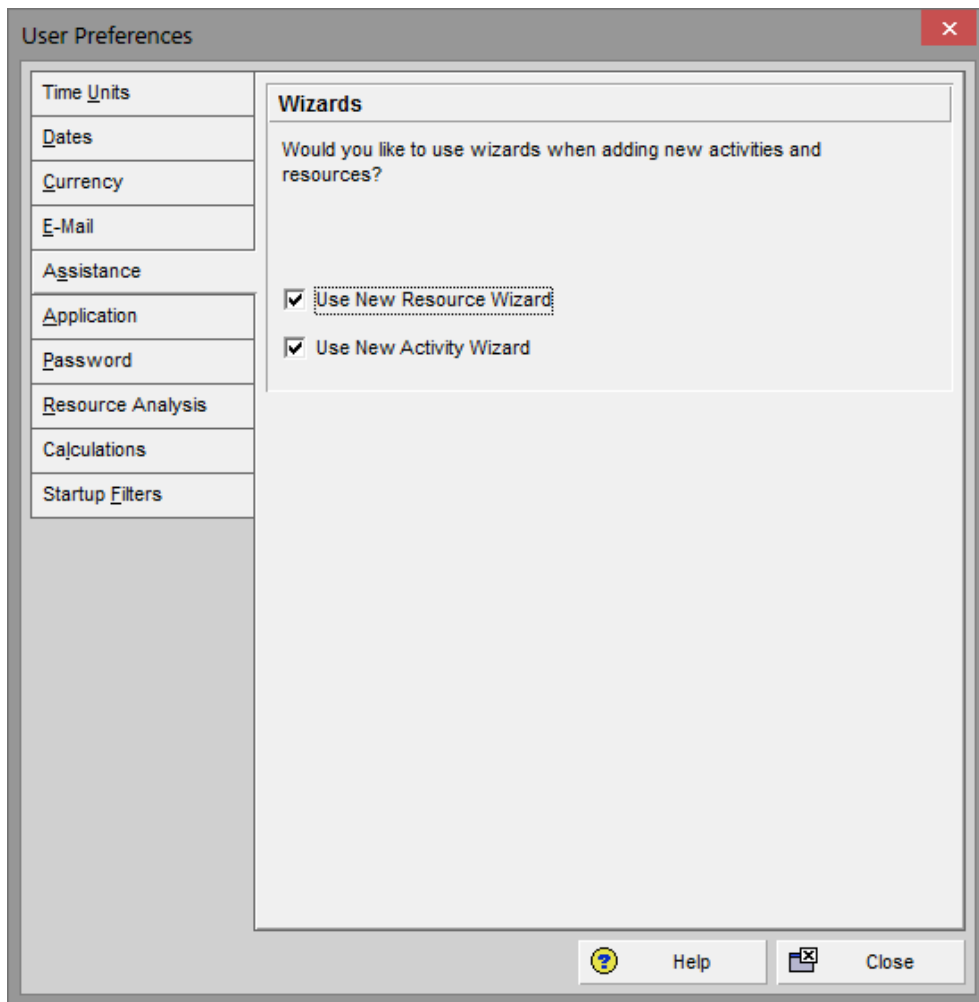 User Preferences
Time Units
Dates
Currency
E-Mail
Assistance
Application
Password
Resource Analysis
Calculations
Startup Filters
Wizards
Would you like to use wizards when adding new activities and
resources?
Use New Resource Wizard
Use New Activity Wizard
Help
Close